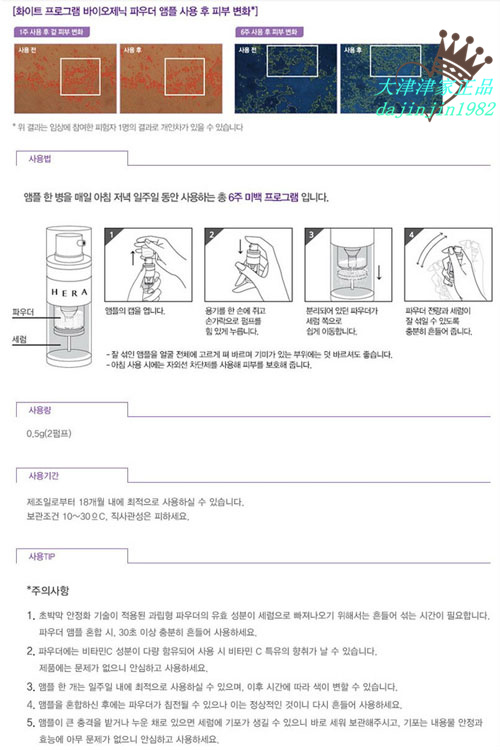 [화이트 프로그램 바이오제닉 파우더 앰플 사용 후 피부 변화*]
1주 사용 후 겉 피부 변화
6주 사용 후 피부 변화
사용 전
사용 후
사용 전
사용 후
大津津家正品
dajinjin1982
* 위 결과는 임상에 참여한 피험자 1명의 결과로 개인차가 있을 수 있습니다
사용법
앰플 한 병을 매일 아침 저녁 일주일 동안 사용하는 총 6주 미백 프로그램 입니다.
HERA
파우더
세럼
1
앰플의 캡을 엽니다.
2
용기를 한 손에 쥐고
손가락으로 펌프를
힘 있게 누릅니다.
3
분리되어 있던 파우더가
세럼 쪽으로
쉽게 이동합니다.
4
파우더 전량과 세럼이
잘 섞일 수 있도록
충분히 흔들어 줍니다.
- 잘 섞인 앰플을 얼굴 전체에 고르게 펴 바르며 기미가 있는 부위에는 덧 바르셔도 좋습니다.
- 아침 사용 시에는 자외선 차단제를 사용해 피부를 보호해 줍니다.
사용량
0.5g(2펌프)
사용기간
제조일로부터 18개월 내에 최적으로 사용하실 수 있습니다.
보관조건 10~30ºC, 직사관성은 피하세요.
사용TIP
*주의사항
1. 초박막 안정화 기술이 적용된 과립형 파우더의 유효 성분이 세럼으로 빠져나오기 위해서는 흔들어 섞는 시간이 필요합니다.
파우더 앰플 혼합 시, 30초 이상 충분히 흔들어 사용하세요.
2. 파우더에는 비타민C 성분이 다량 함유되어 사용 시 비타민 C 특유의 향취가 날 수 있습니다.
제품에는 문제가 없으니 안심하고 사용하세요.
3. 앰플 한 개는 일주일 내에 최적으로 사용하실 수 있으며, 이후 시간에 따라 색이 변할 수 있습니다.
4. 앰플을 혼합하신 후에는 파우더가 침전될 수 있으나 이는 정상적인 것이니 다시 흔들어 사용하세요.
5. 앰플이 큰 충격을 받거나 누운 채로 있으면 세럼에 기포가 생길 수 있으니 바로 세워 보관해주시고, 기포는 내용물 안정과
효능에 아무 문제가 없으니 안심하고 사용하세요.